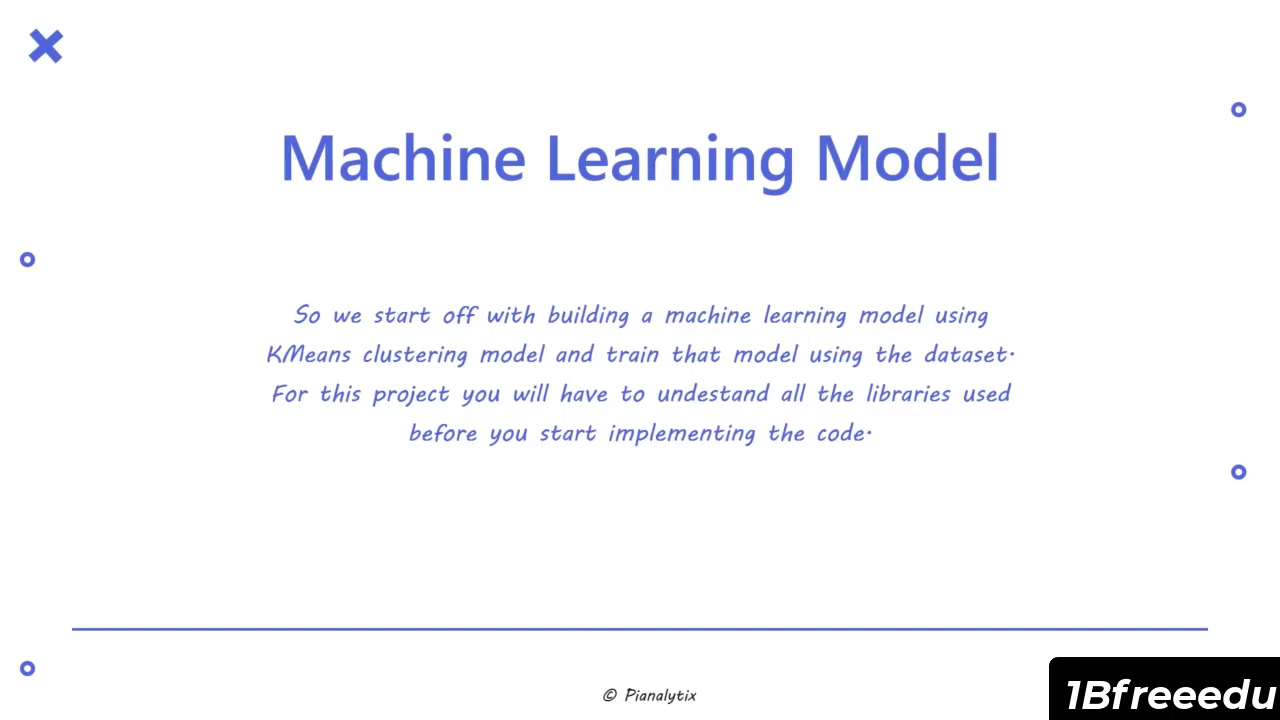 Machine Learning Model
So we start off with building a machine learning model using
KMeans clustering model and train that model using the dataset.
For this project you will have to undestand all the libraries used
before you start implementing the code.
© Pianalytix
1Bfreeedu